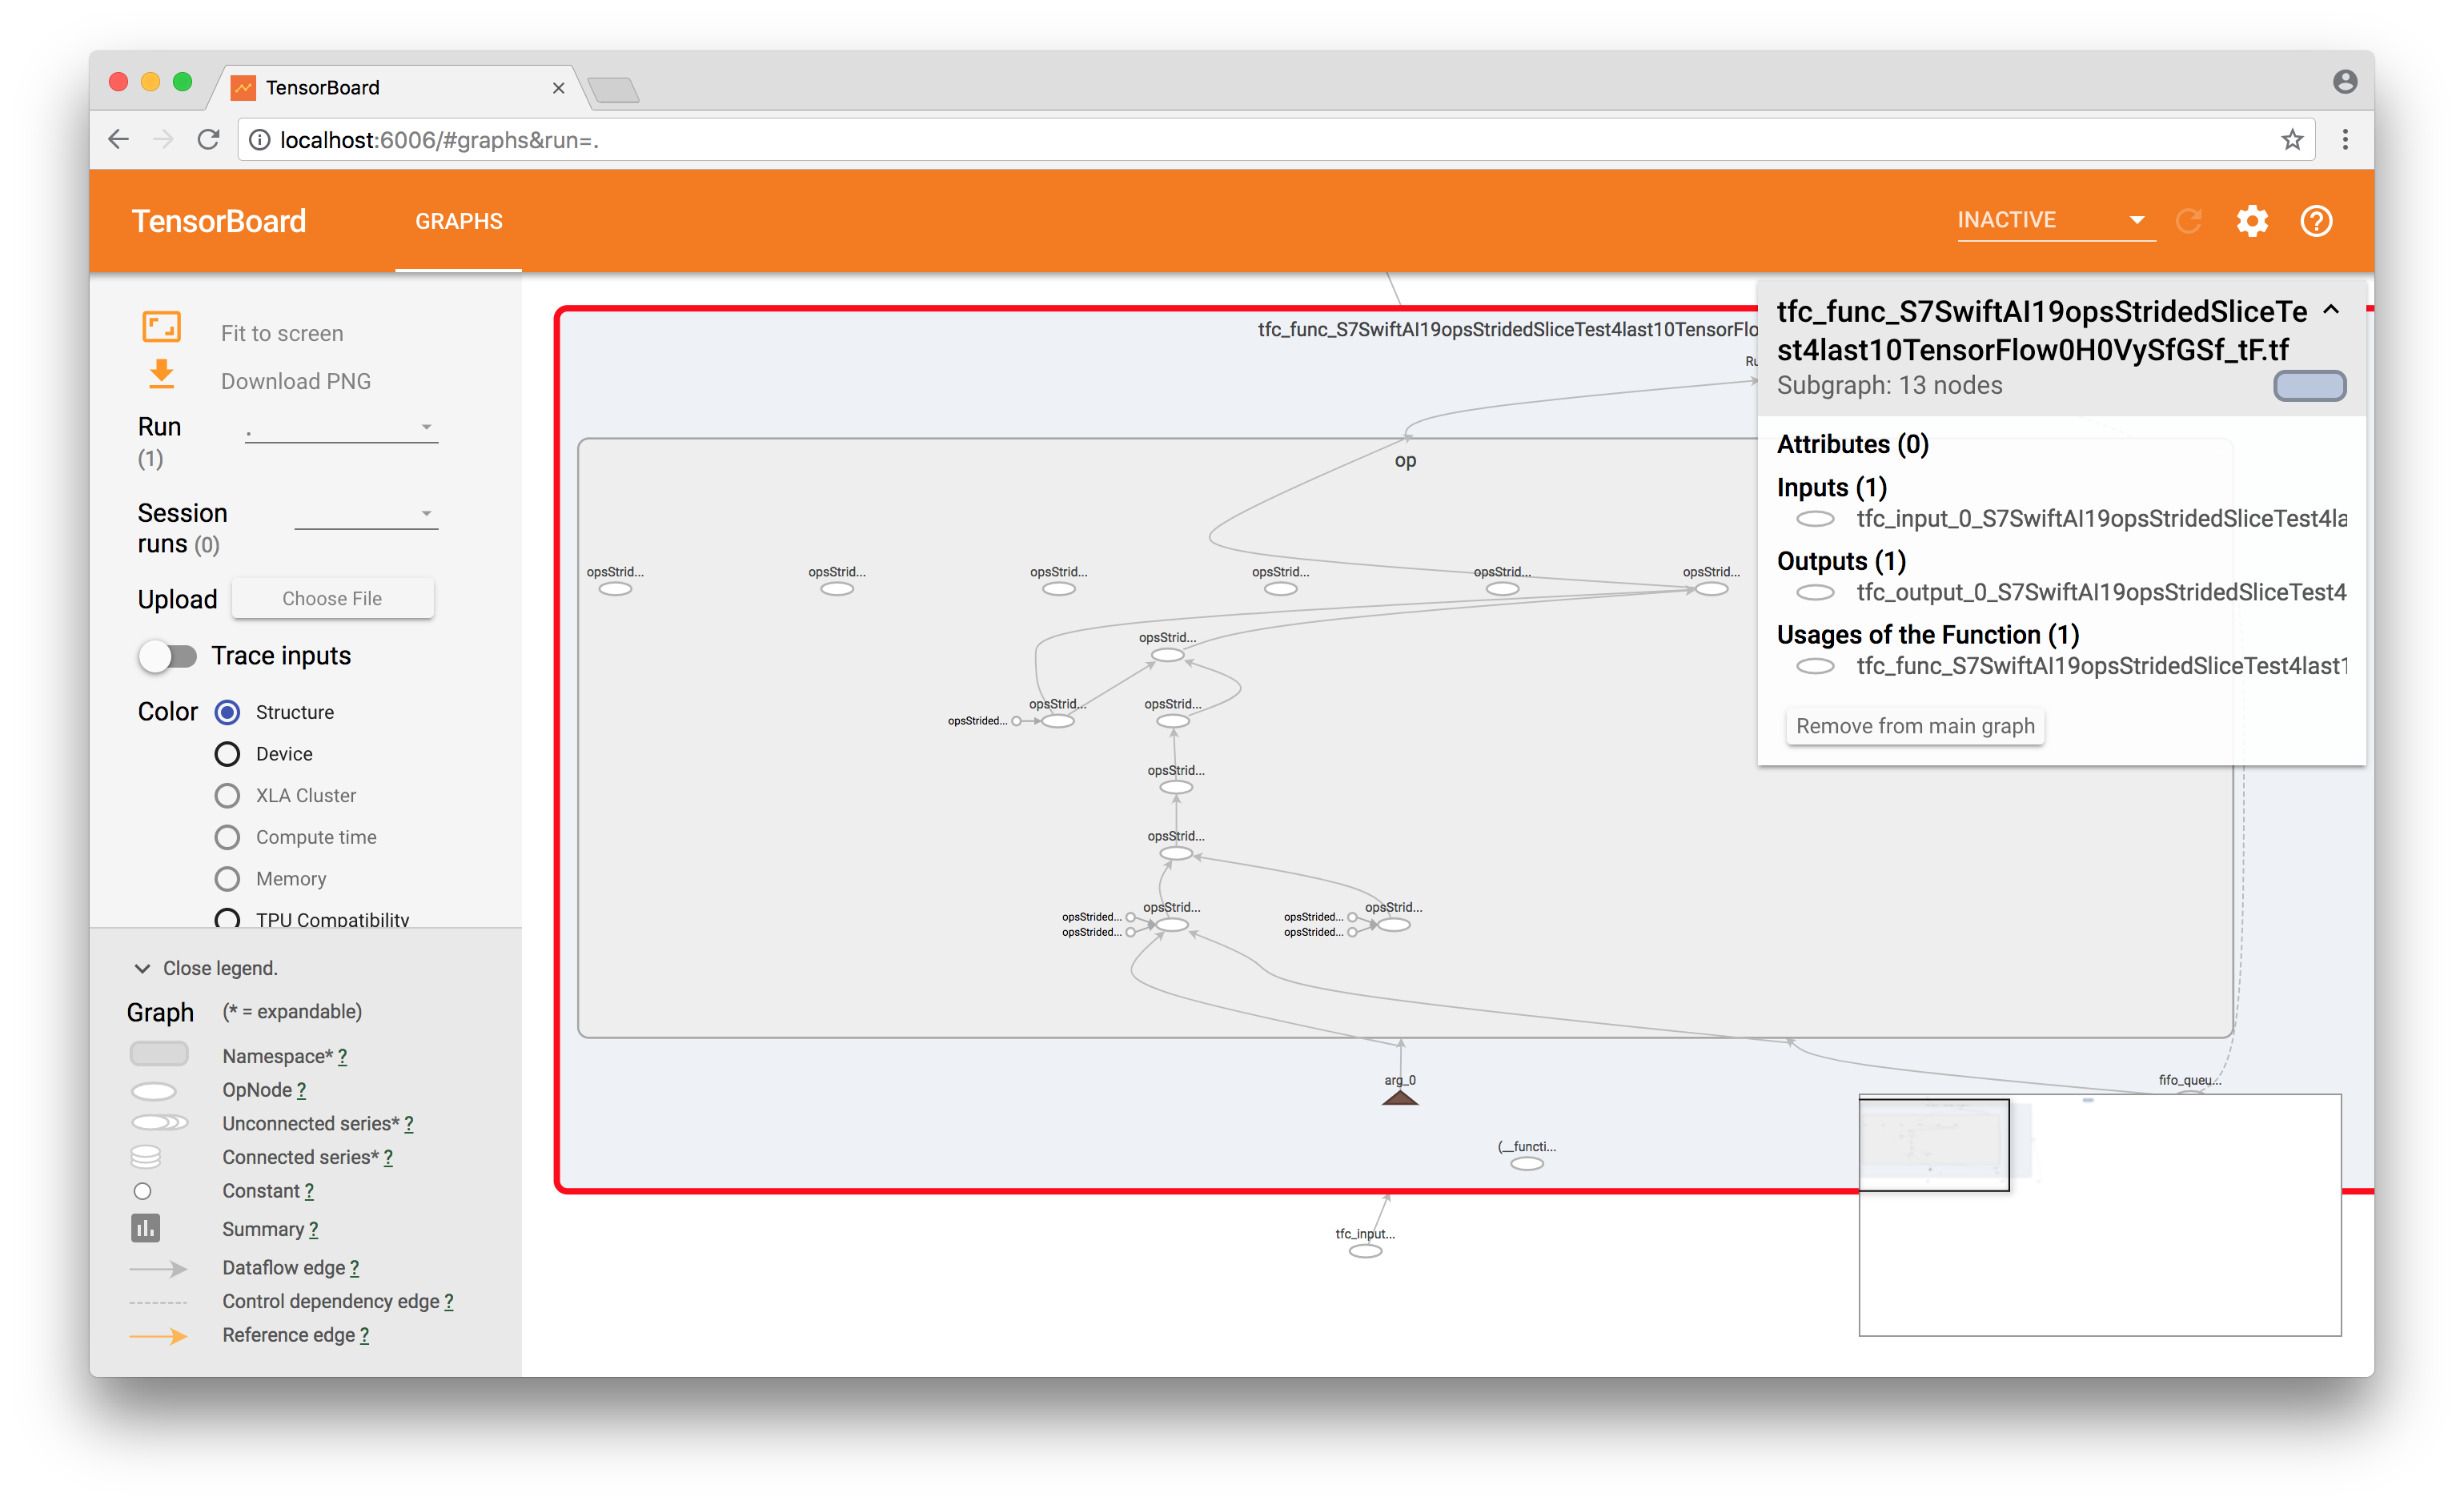 TensorBoard
localhost:6006/#graphs&run=.
TensorBoard
GRAPHS
INACTIVE
Fit to screen
Download PNG
Run
(1)
.
Session
runs (0)
Upload
Choose File
Trace inputs
Color
Structure
Device
XLA Cluster
Compute time
Memory
TPU Compatibility
Close legend.
Graph
(* = expandable)
Namespace* ?
OpNode ?
Unconnected series* ?
Connected series* ?
Constant ?
Summary ?
Dataflow edge ?
Control dependency edge ?
Reference edge ?
tfc_func_S7SwiftAI19opsStridedSliceTest4last10TensorFlo
Ru
op
opsStrid...
opsStrid...
opsStrid...
opsStrid...
opsStrid...
opsStrid...
opsStrid...
opsStrid...
opsStrid...
opsStrided...
opsStrid...
opsStrid...
opsStrid...
opsStrid...
opsStrided...
opsStrided...
opsStrided...
opsStrided...
arg_0
fifo_queu...
(__functi...
tfc_input...
tfc_func_S7SwiftAI19opsStridedSliceTe
st4last10TensorFlow0H0VySfGSf_tF.tf
Subgraph: 13 nodes
Attributes (0)
Inputs (1)
tfc_input_0_S7SwiftAI19opsStridedSliceTest4la
Outputs (1)
tfc_output_0_S7SwiftAI19opsStridedSliceTest4
Usages of the Function (1)
tfc_func_S7SwiftAI19opsStridedSliceTest4last1
Remove from main graph